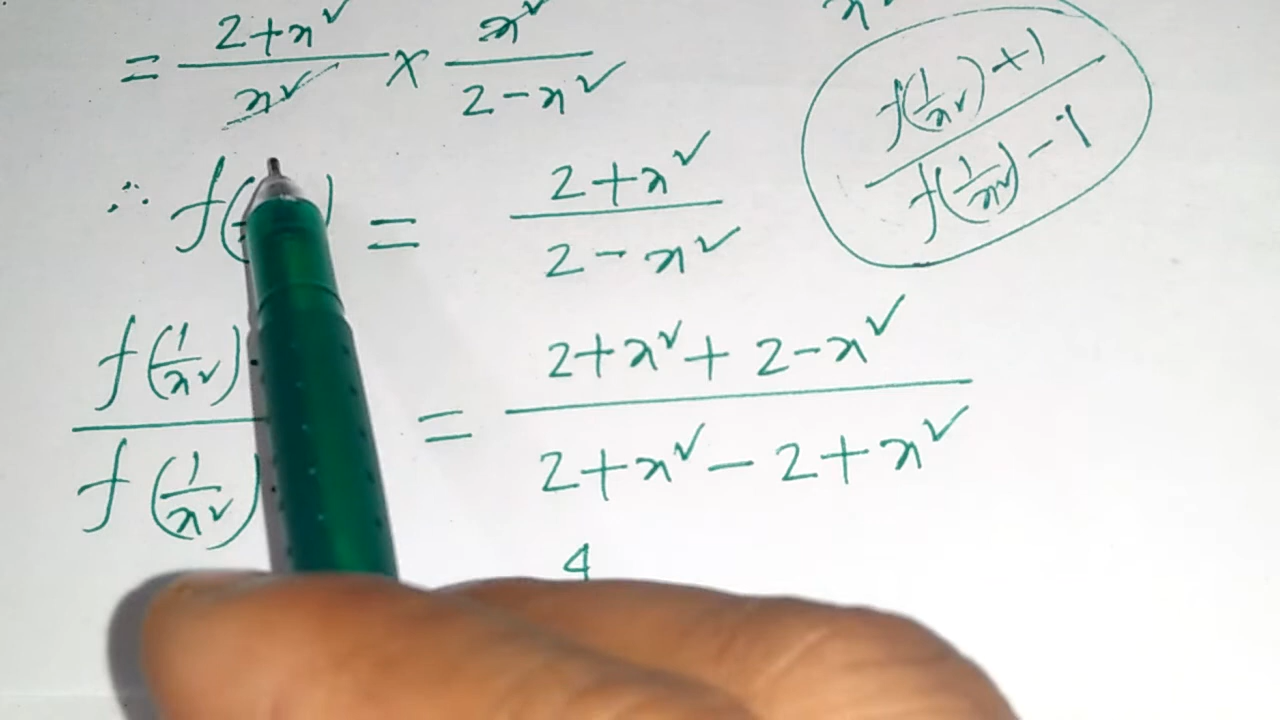 = (2+x²)/x² × x²/(2-x²)
x²
(f(1/x²)+1)/(f(1/x²)-1)
∴ f( ) = (2+x²)/(2-x²)
f(1/x²) / f(1/x²) = (2+x²+2-x²)/(2+x²-2+x²)
4